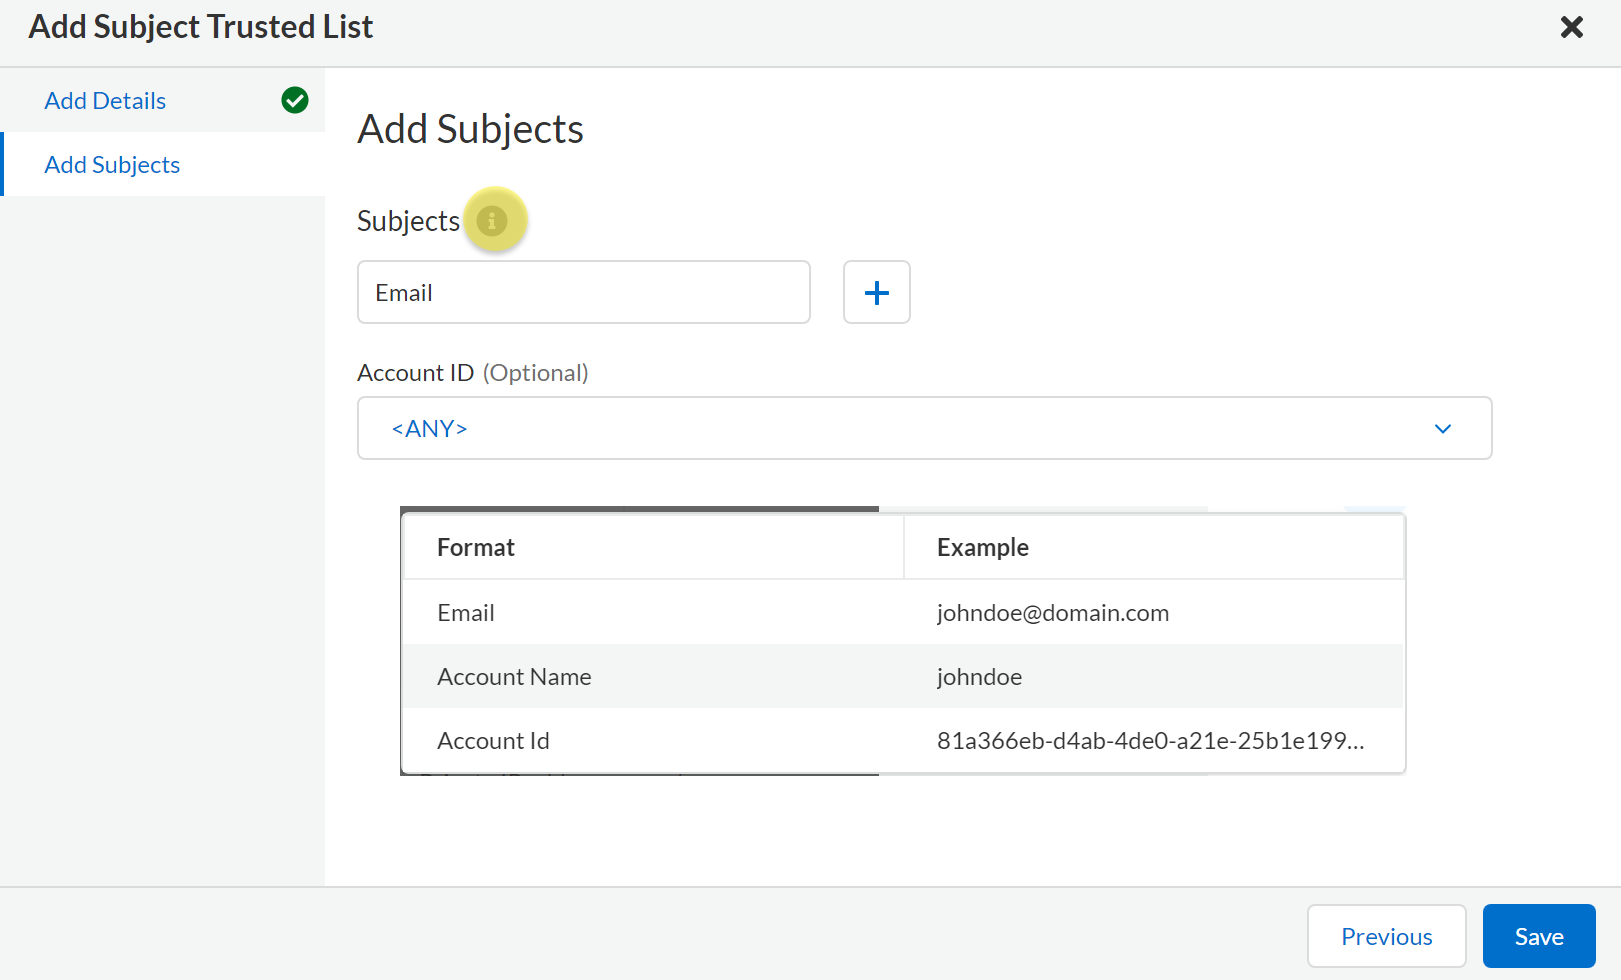 Add Subject Trusted List
Add Details
Add Subjects
Add Subjects
Subjects
Email
Account ID (Optional)
<ANY>
Format Example
Email johndoe@domain.com
Account Name johndoe
Account Id 81a366eb-d4ab-4de0-a21e-25b1e199...
Previous Save